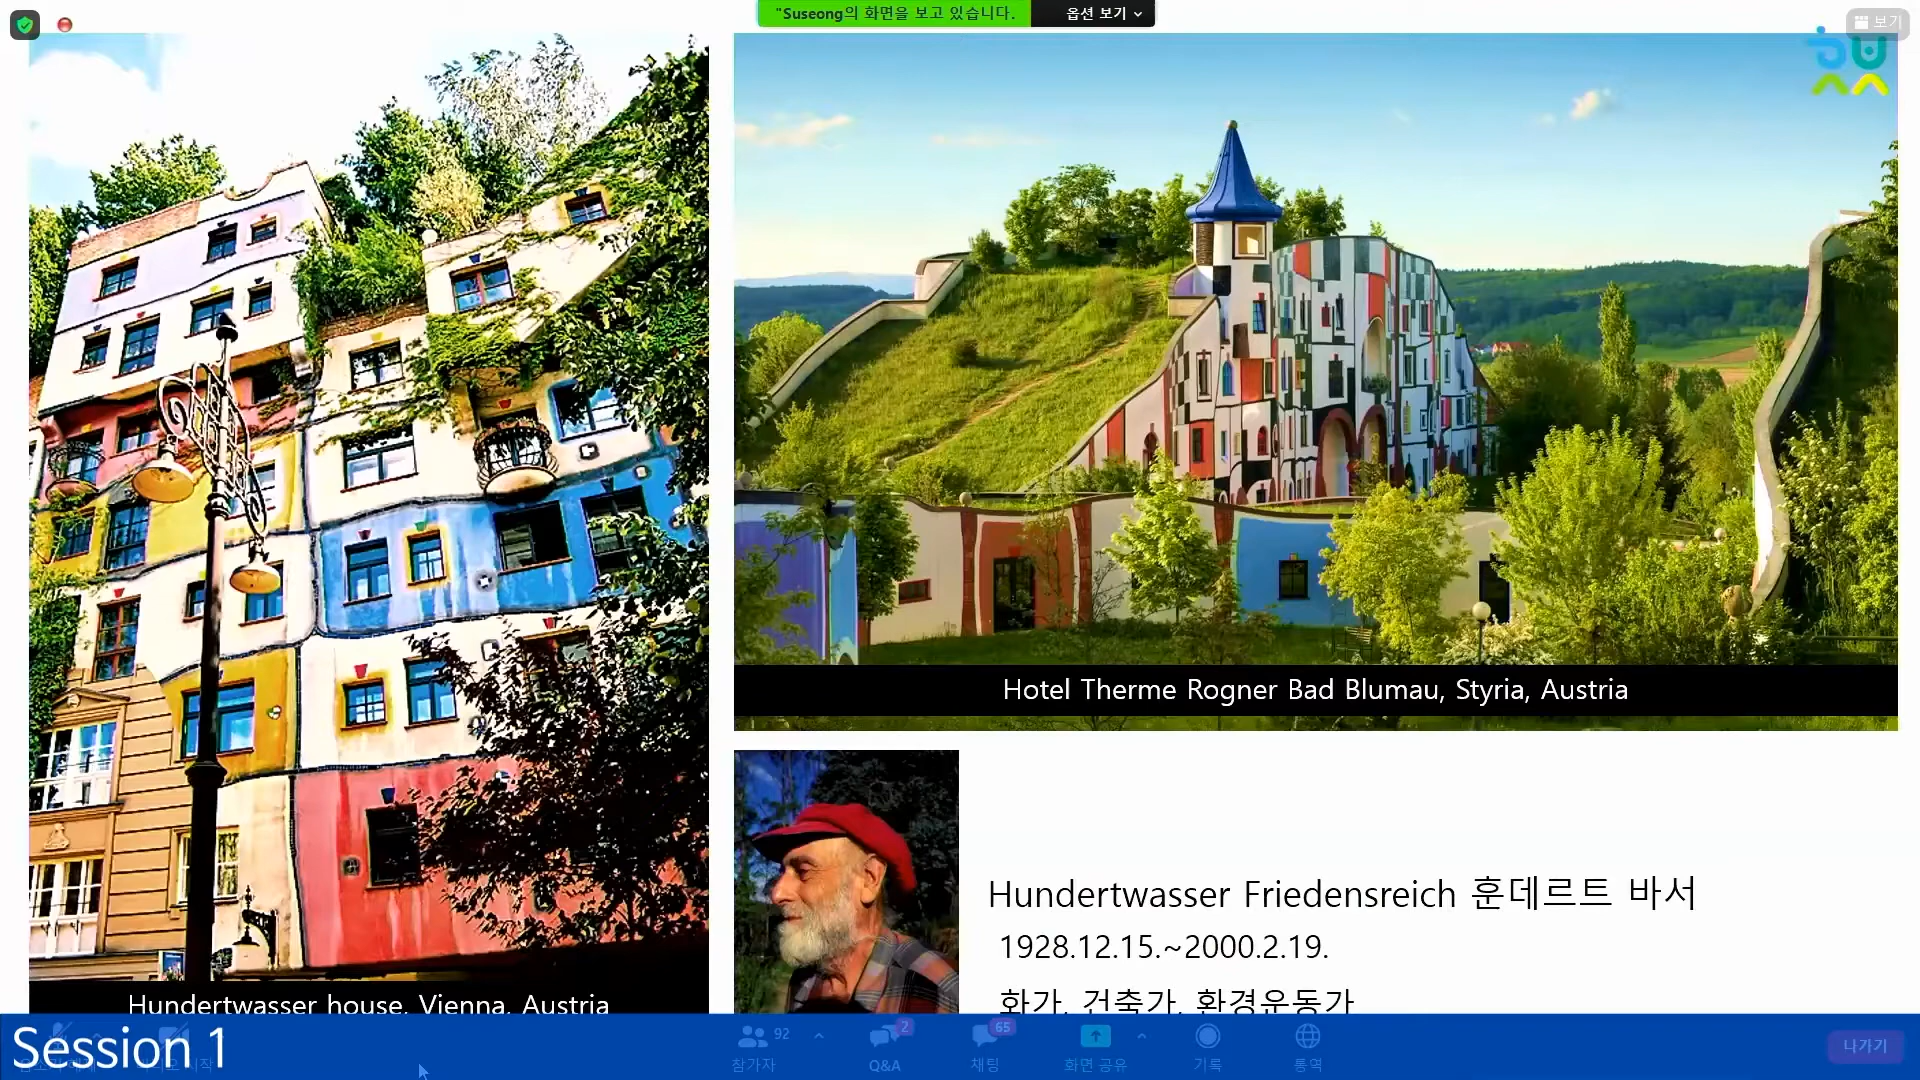 "Suseong의 화면을 보고 있습니다.
옵션 보기
보기
Hotel Therme Rogner Bad Blumau, Styria, Austria
Hundertwasser Friedensreich 훈데르트 바서
1928.12.15.~2000.2.19.
화가, 건축가, 환경운동가
Hundertwasser house, Vienna, Austria
Session 1
92
참가자
2
Q&A
65
채팅
화면 공유
기록
통역
나가기